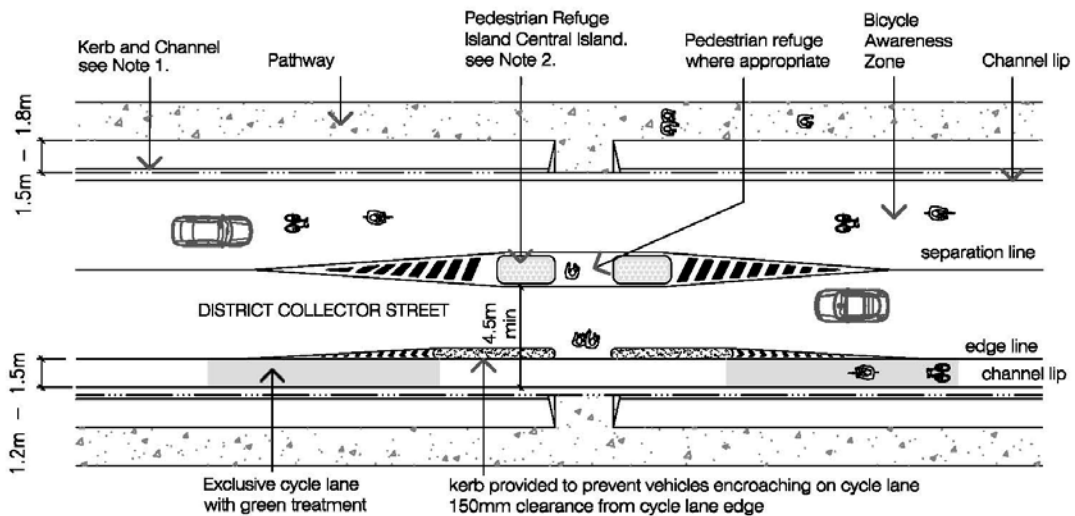 Pedestrian Refuge
Island Central Island.
see Note 2.
Bicycle
Awareness
Zone
Kerb and Channel
see Note 1.
Pathway
Pedestrian refuge
where appropriate
Channel lip
1.5m – 1.8m
separation line
DISTRICT COLLECTOR STREET
4.5m
min
edge line
channel lip
1.2m – 1.5m
Exclusive cycle lane
with green treatment
kerb provided to prevent vehicles encroaching on cycle lane
150mm clearance from cycle lane edge